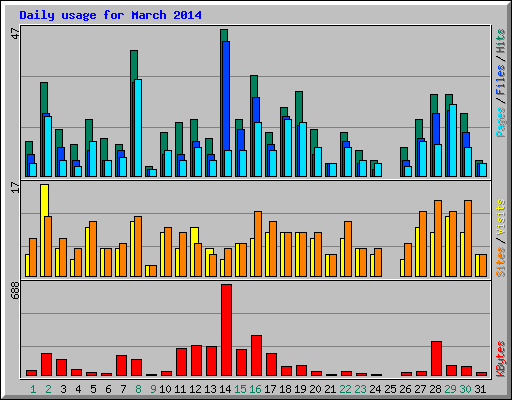 Daily usage for March 2014
47
Pages / Files / Hits
17
Sites / Visits
688
KBytes
1 2 3 4 5 6 7 8 9 10 11 12 13 14 15 16 17 18 19 20 21 22 23 24 25 26 27 28 29 30 31